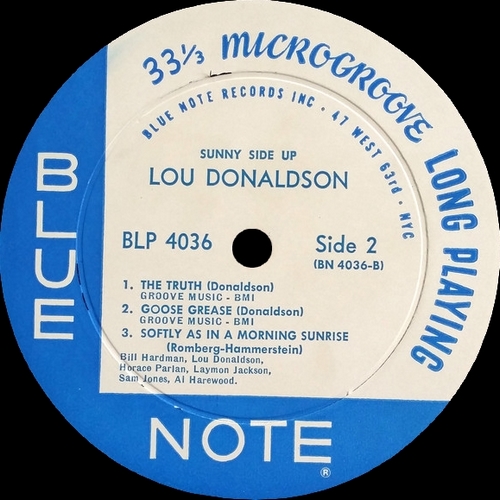 33⅓ MICROGROOVE LONG PLAYING
BLUE NOTE RECORDS INC · 47 WEST 63rd · NYC
SUNNY SIDE UP
LOU DONALDSON
BLP 4036
Side 2
(BN 4036-B)
1. THE TRUTH (Donaldson)
GROOVE MUSIC - BMI
2. GOOSE GREASE (Donaldson)
GROOVE MUSIC - BMI
3. SOFTLY AS IN A MORNING SUNRISE
(Romberg-Hammerstein)
Bill Hardman, Lou Donaldson,
Horace Parlan, Laymon Jackson,
Sam Jones, Al Harewood.
BLUE
NOTE®